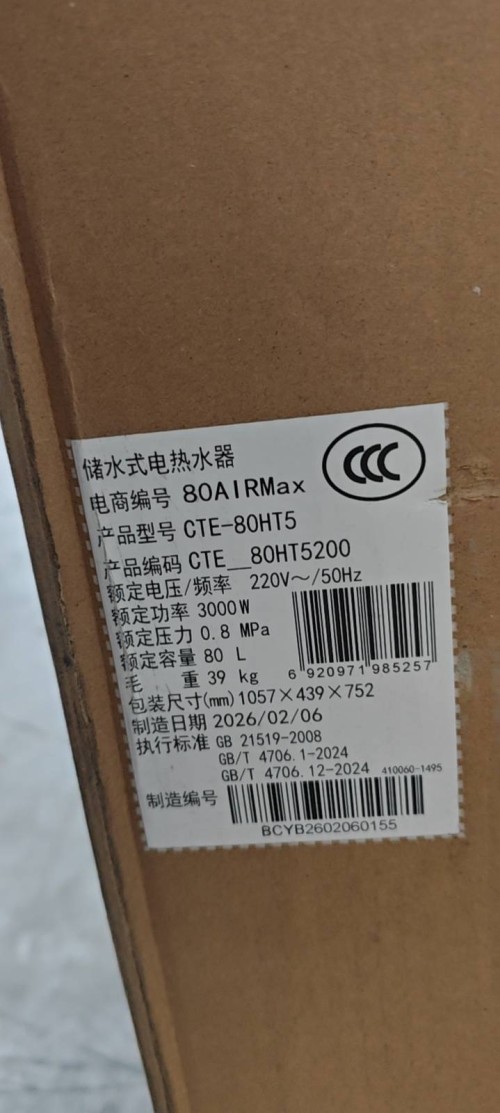 储水式电热水器
CCC
电商编号 80AIRMax
产品型号 CTE-80HT5
产品编码 CTE__80HT5200
额定电压/频率 220V~/50Hz
额定功率 3000W
额定压力 0.8 MPa
额定容量 80 L
毛 重 39 kg
6 920971 985257
包装尺寸(mm) 1057×439×752
制造日期 2026/02/06
执行标准 GB 21519-2008
GB/T 4706.1-2024
GB/T 4706.12-2024 410060-1495
制造编号
BCYB2602060155